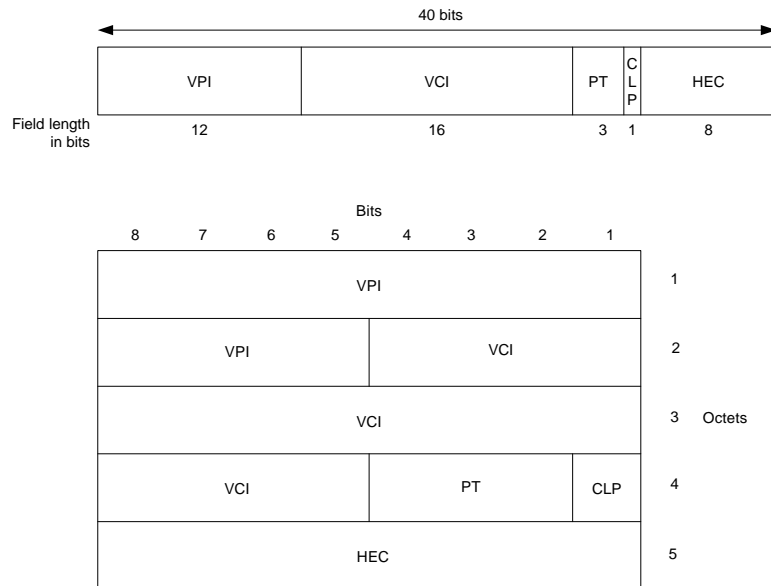 40 bits
VPI VCI PT CLP HEC
Field length
in bits
12 16 3 1 8
Bits
8 7 6 5 4 3 2 1
VPI 1
VPI VCI 2
VCI 3 Octets
VCI PT CLP 4
HEC 5